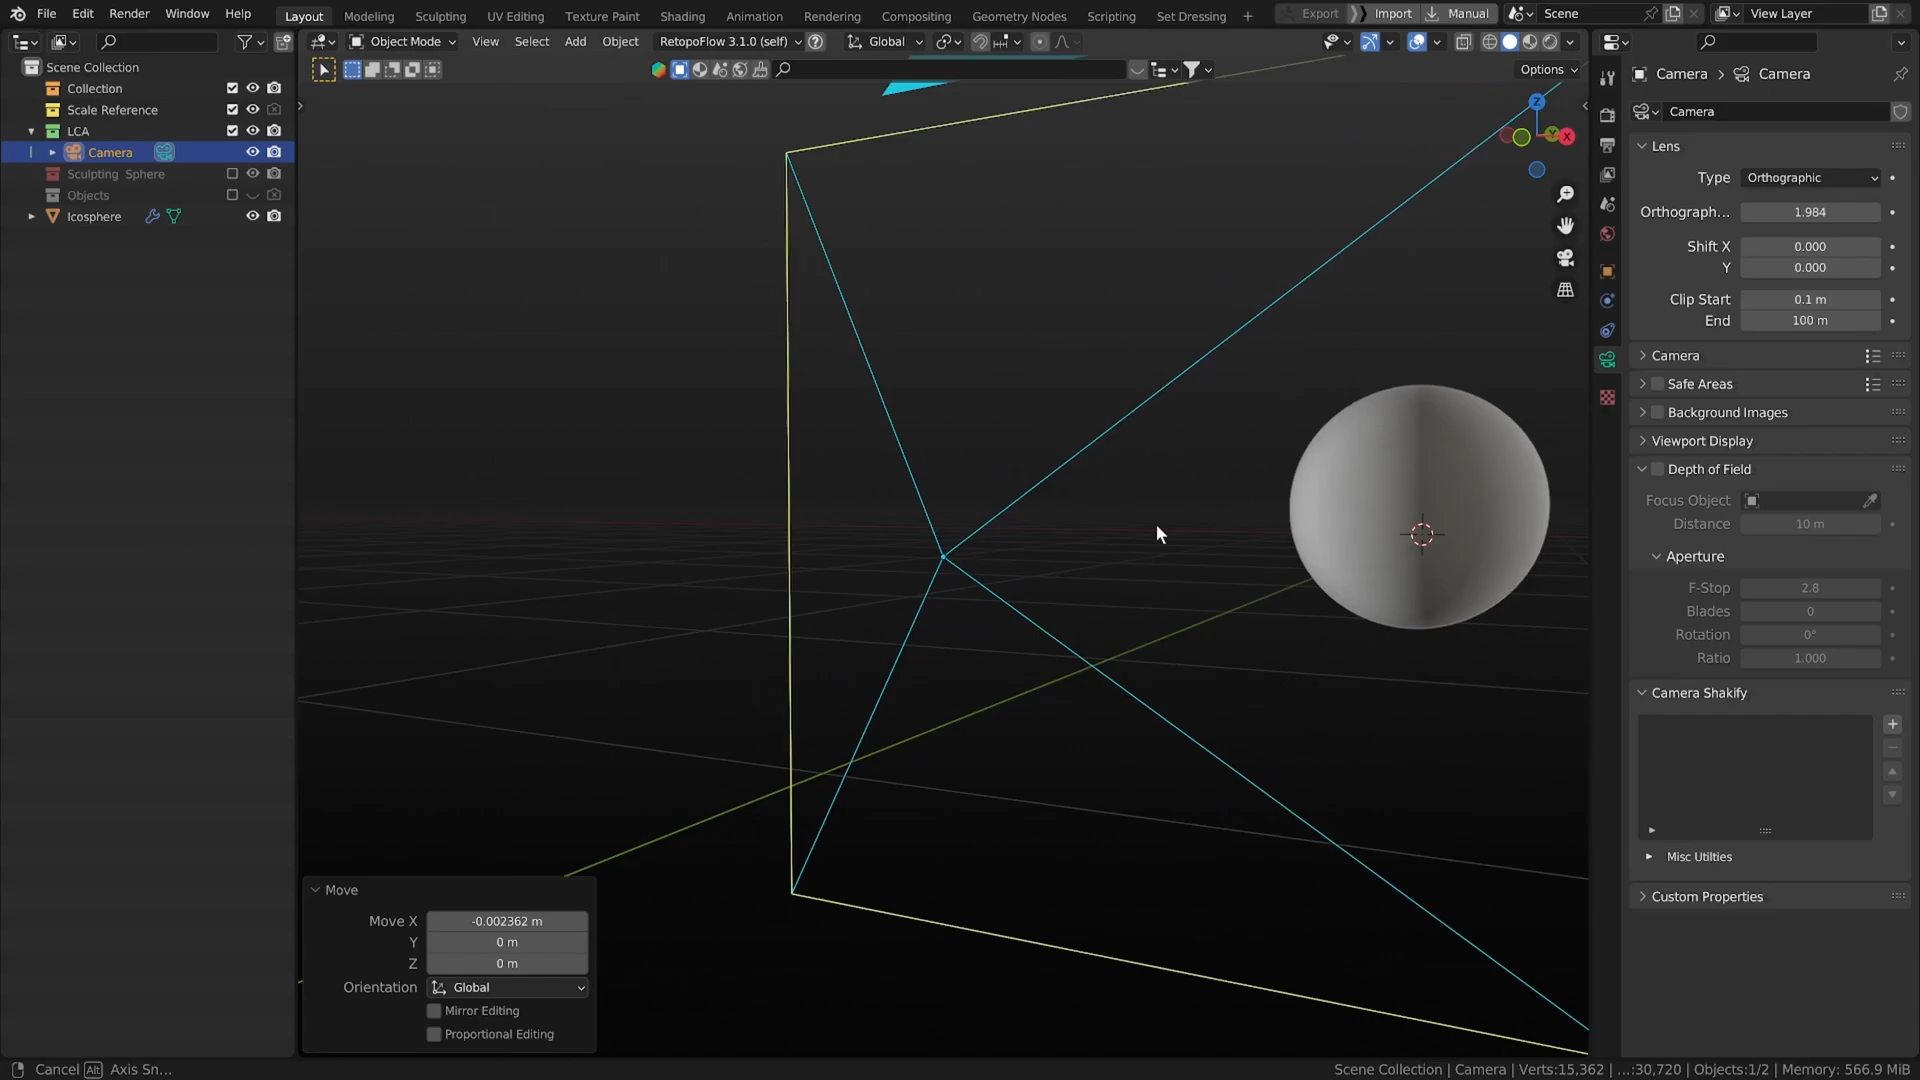 File Edit Render Window Help Layout Modeling Sculpting UV Editing Texture Paint Shading Animation Rendering Compositing Geometry Nodes Scripting Set Dressing + Export Import Manual Scene View Layer
Object Mode View Select Add Object RetopoFlow 3.1.0 (self) Global
Options
Scene Collection
Collection
Scale Reference
LCA
Camera
Sculpting Sphere
Objects
Icosphere
Z
Y
X
Move
Move X -0.002362 m
Y 0 m
Z 0 m
Orientation Global
Mirror Editing
Proportional Editing
Camera Camera
Camera
Lens
Type Orthographic
Orthograph... 1.984
Shift X 0.000
Y 0.000
Clip Start 0.1 m
End 100 m
Camera
Safe Areas
Background Images
Viewport Display
Depth of Field
Focus Object
Distance 10 m
Aperture
F-Stop 2.8
Blades 0
Rotation 0°
Ratio 1.000
Camera Shakify
Misc Utilties
Custom Properties
Cancel Alt Axis Sn...
Scene Collection | Camera | Verts:15,362 | ...:30,720 | Objects:1/2 | Memory: 566.9 MiB